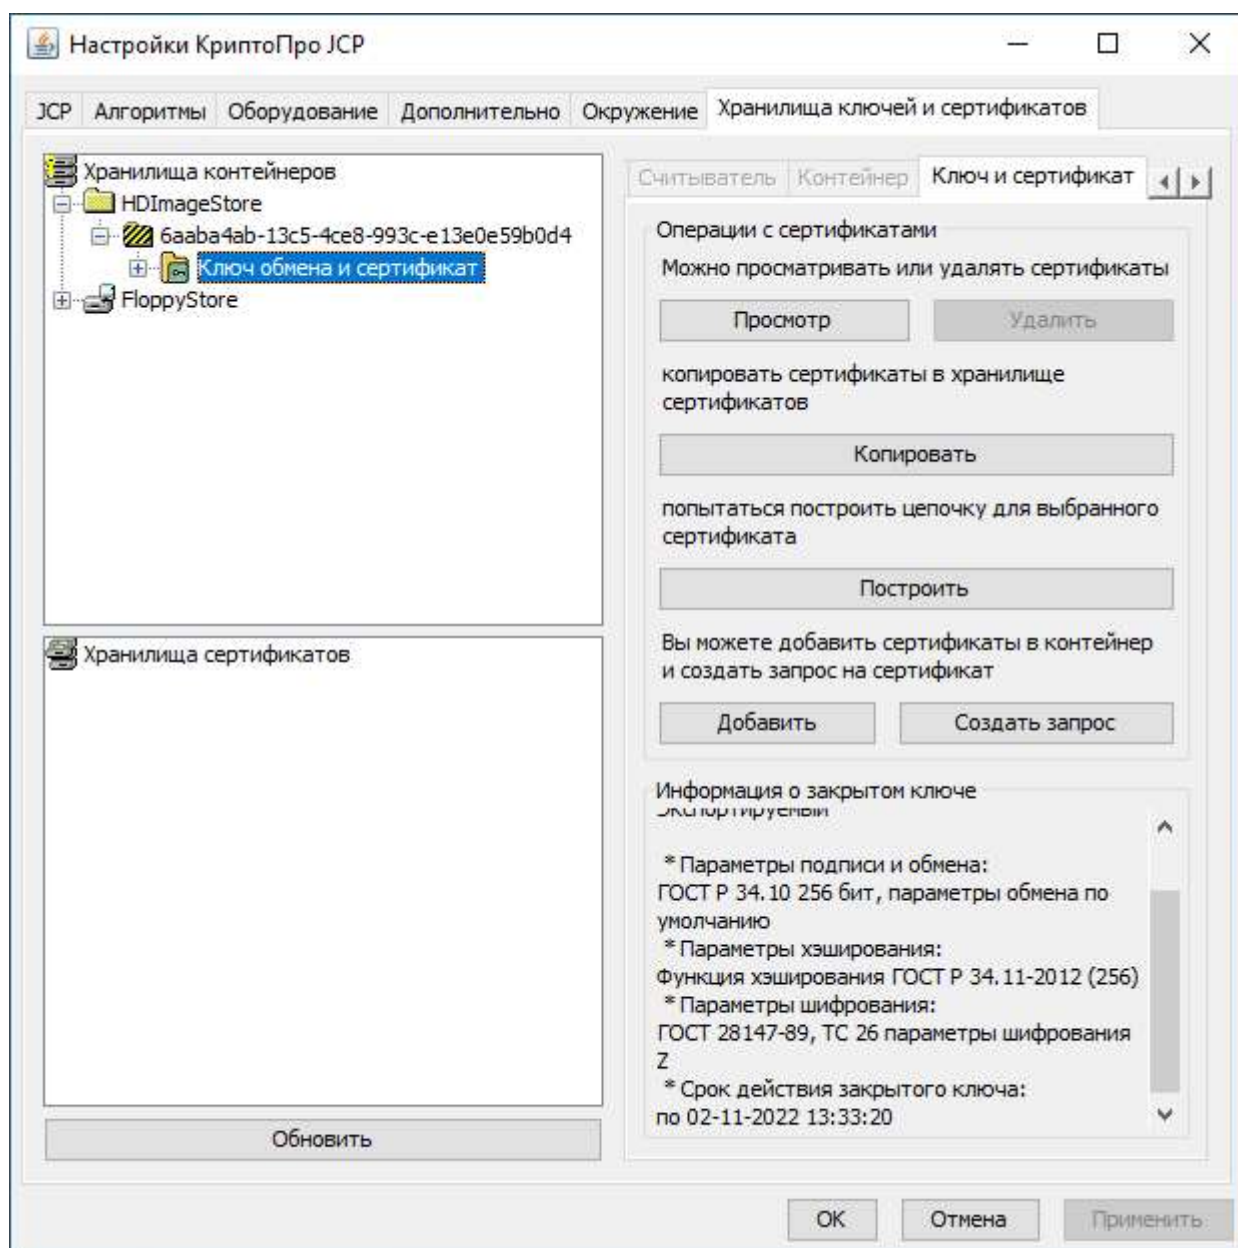 Настройки КриптоПро JCP
JCP Алгоритмы Оборудование Дополнительно Окружение Хранилища ключей и сертификатов
Хранилища контейнеров
HDImageStore
6aaba4ab-13c5-4ce8-993c-e13e0e59b0d4
Ключ обмена и сертификат
FloppyStore
Хранилища сертификатов
Обновить
Считыватель Контейнер Ключ и сертификат
Операции с сертификатами
Можно просматривать или удалять сертификаты
Просмотр Удалить
копировать сертификаты в хранилище
сертификатов
Копировать
попытаться построить цепочку для выбранного
сертификата
Построить
Вы можете добавить сертификаты в контейнер
и создать запрос на сертификат
Добавить Создать запрос
Информация о закрытом ключе
Экспортируемый
* Параметры подписи и обмена:
ГОСТ Р 34.10 256 бит, параметры обмена по
умолчанию
* Параметры хэширования:
Функция хэширования ГОСТ Р 34.11-2012 (256)
* Параметры шифрования:
ГОСТ 28147-89, ТС 26 параметры шифрования
Z
* Срок действия закрытого ключа:
по 02-11-2022 13:33:20
ОК Отмена Применить